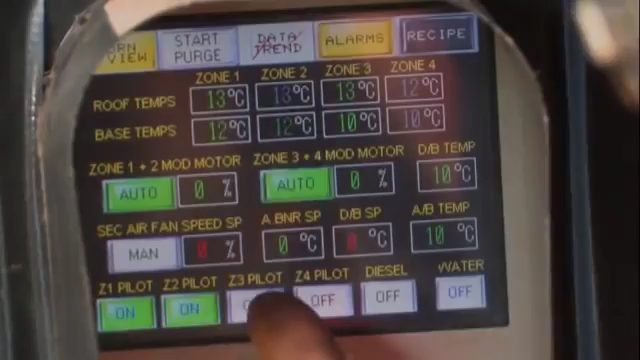 START PURGE
DATA TREND
ALARMS
RECIPE
VIEW
ZONE 1 ZONE 2 ZONE 3 ZONE 4
ROOF TEMPS 13°C 13°C 13°C 12°C
BASE TEMPS 12°C 12°C 10°C 10°C
ZONE 1 + 2 MOD MOTOR ZONE 3 + 4 MOD MOTOR D/B TEMP
AUTO 0 % AUTO 0 % 10°C
SEC AIR FAN SPEED SP A BNR SP D/B SP A/B TEMP
MAN 0 % 0 °C 0 °C 10 °C
Z1 PILOT Z2 PILOT Z3 PILOT Z4 PILOT DIESEL WATER
ON ON OFF OFF OFF